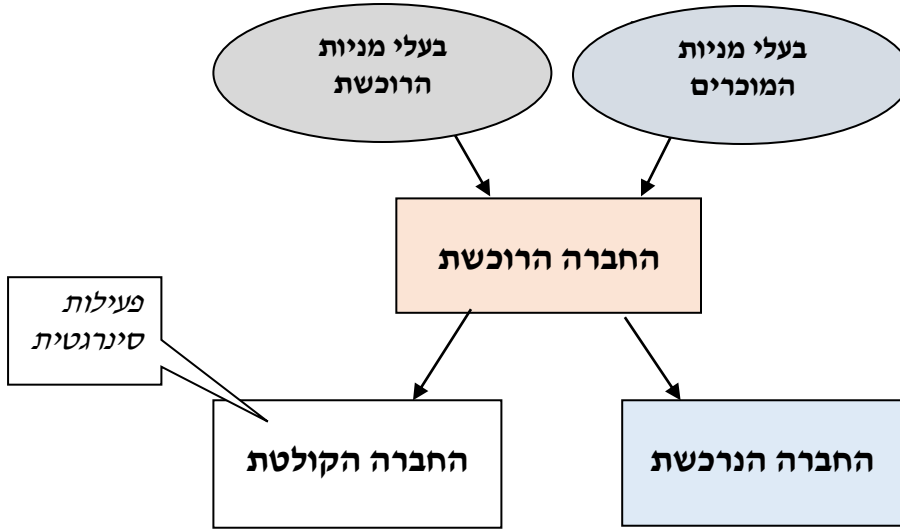 בעלי מניות
המוכרים
בעלי מניות
הרוכשת
החברה הרוכשת
פעילות
סינרגטית
החברה הנרכשת
החברה הקולטת